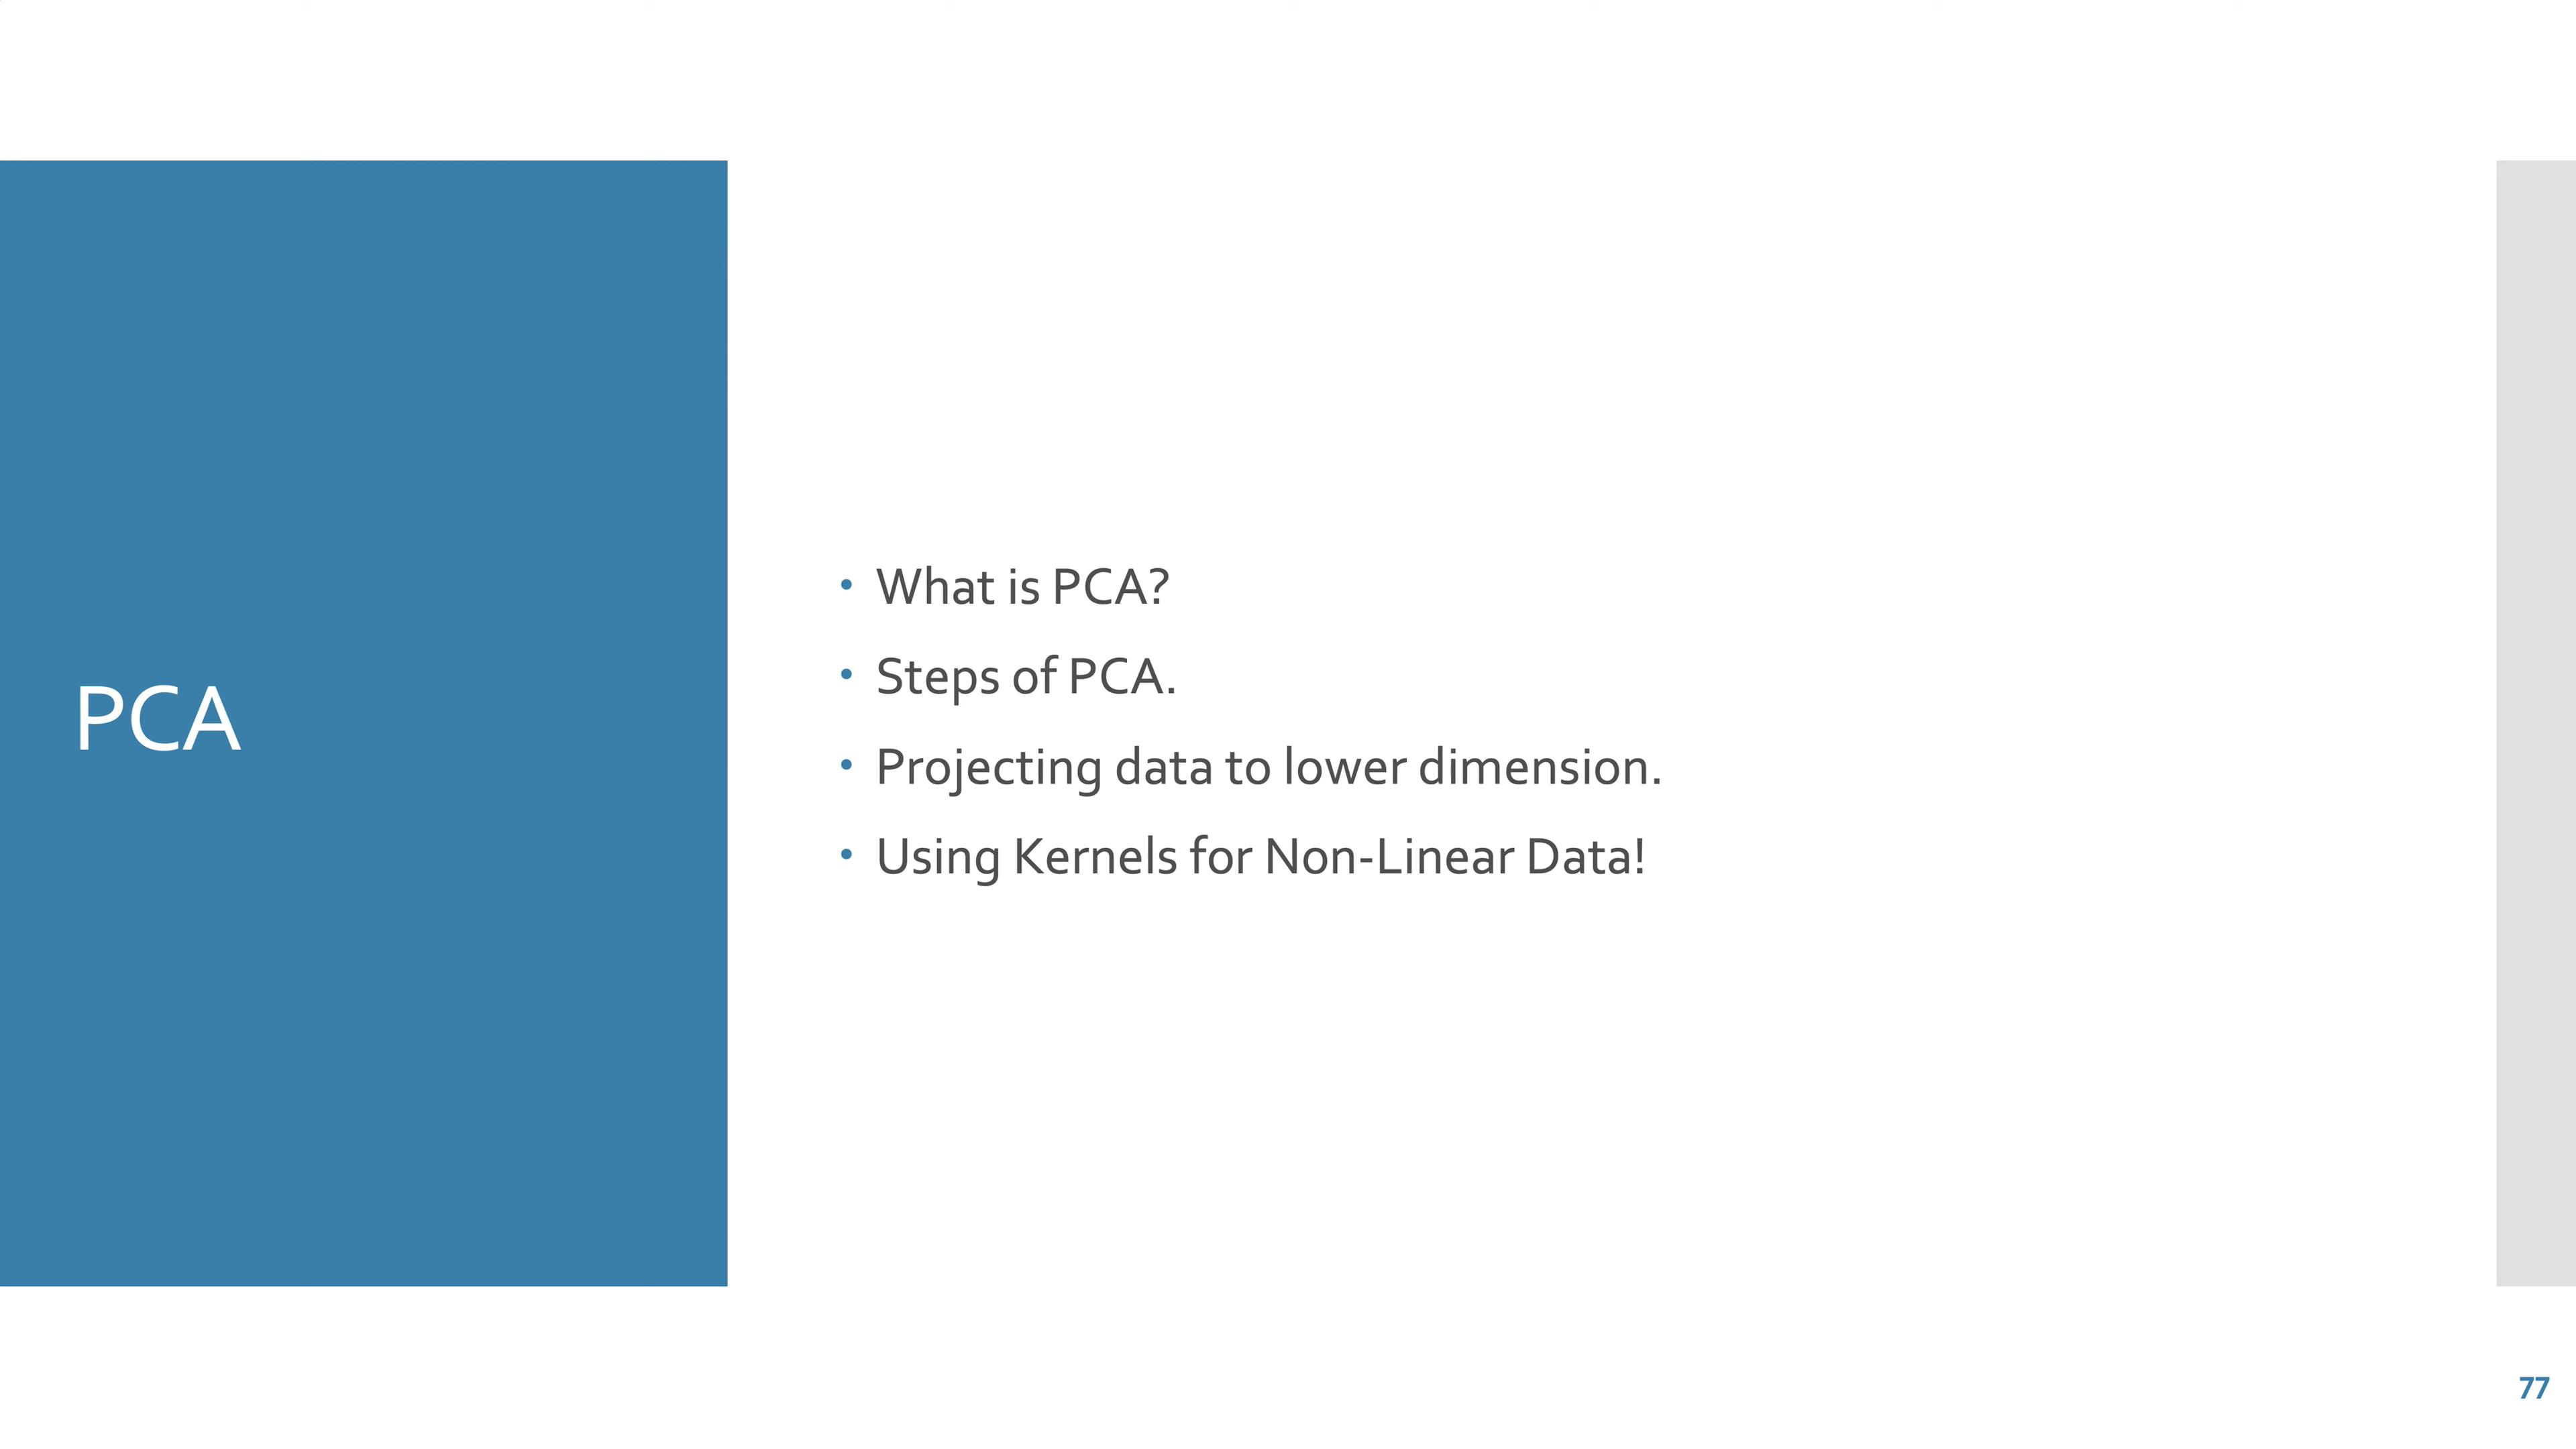 PCA
• What is PCA?
• Steps of PCA.
• Projecting data to lower dimension.
• Using Kernels for Non-Linear Data!
77